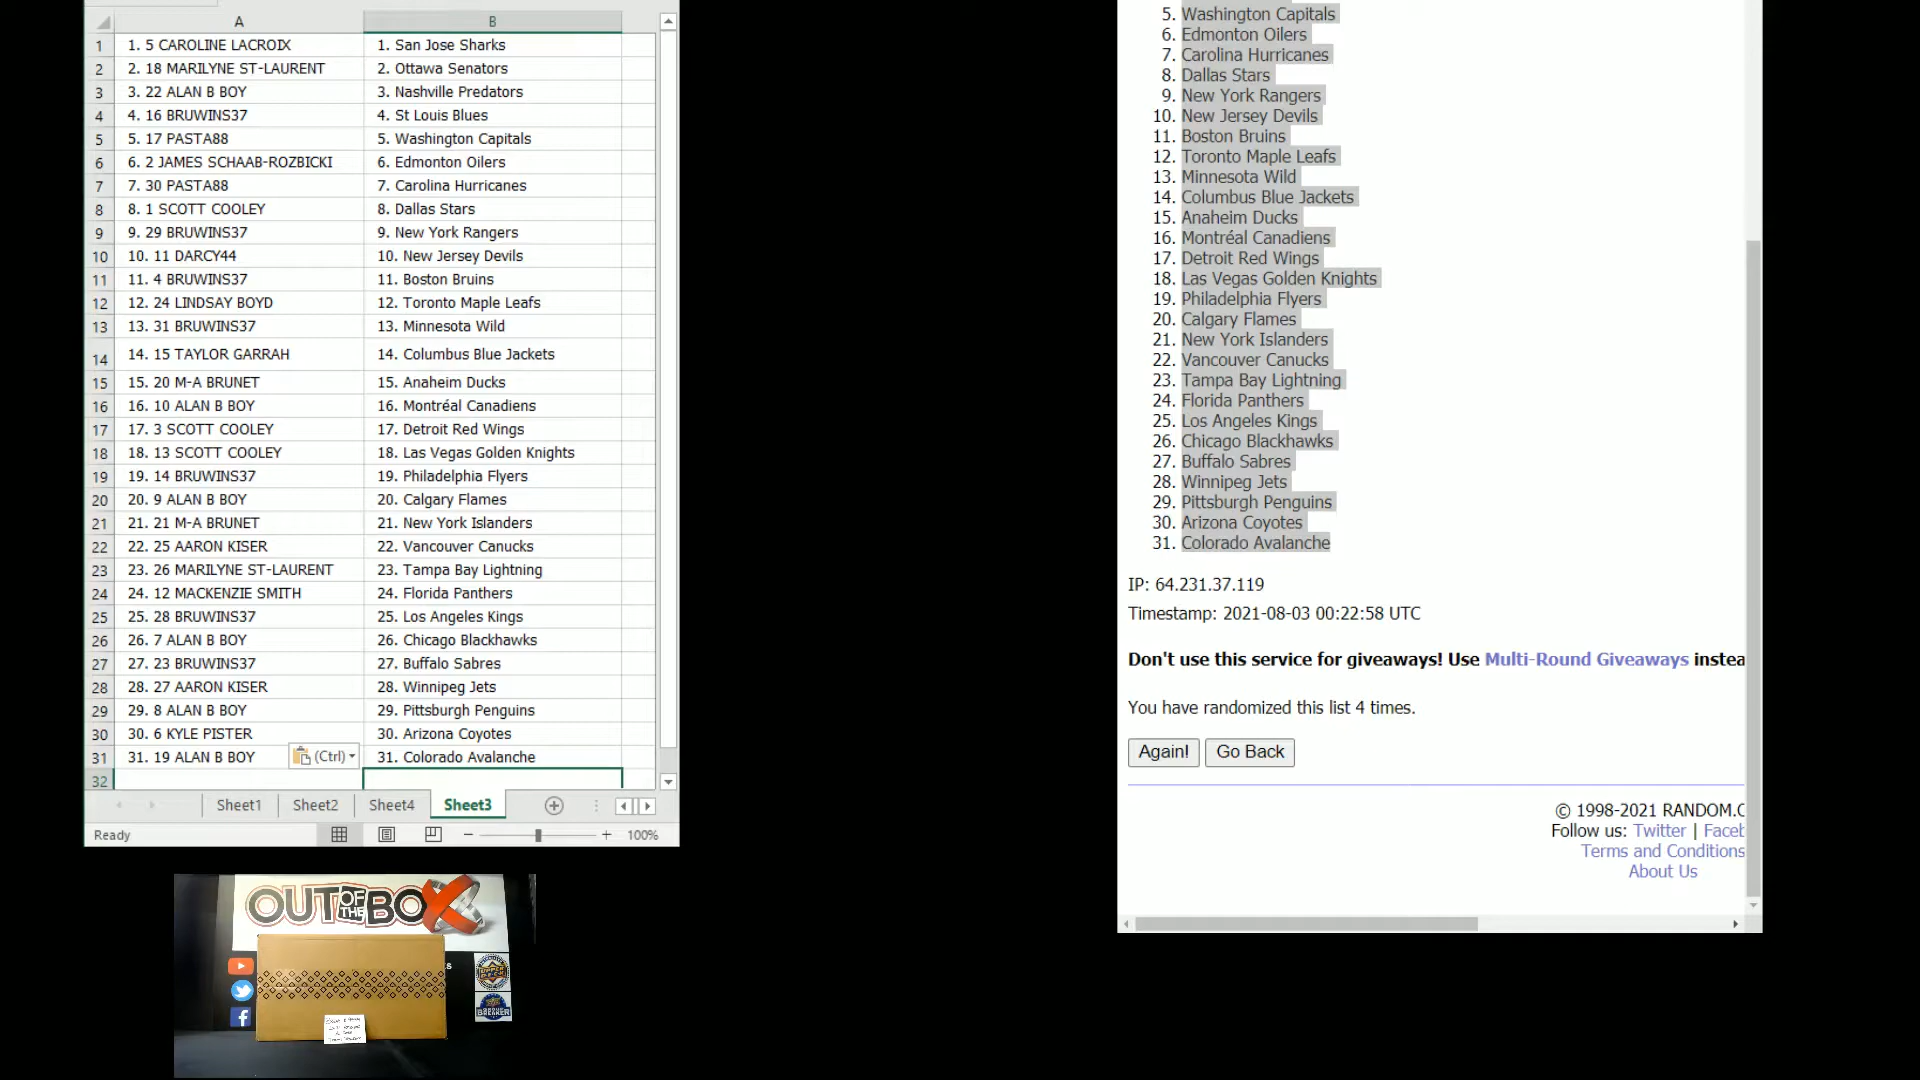 A B
1 1. 5 CAROLINE LACROIX 1. San Jose Sharks
2 2. 18 MARILYNE ST-LAURENT 2. Ottawa Senators
3 3. 22 ALAN B BOY 3. Nashville Predators
4 4. 16 BRUWINS37 4. St Louis Blues
5 5. 17 PASTA88 5. Washington Capitals
6 6. 2 JAMES SCHAAB-ROZBICKI 6. Edmonton Oilers
7 7. 30 PASTA88 7. Carolina Hurricanes
8 8. 1 SCOTT COOLEY 8. Dallas Stars
9 9. 29 BRUWINS37 9. New York Rangers
10 10. 11 DARCY44 10. New Jersey Devils
11 11. 4 BRUWINS37 11. Boston Bruins
12 12. 24 LINDSAY BOYD 12. Toronto Maple Leafs
13 13. 31 BRUWINS37 13. Minnesota Wild
14 14. 15 TAYLOR GARRAH 14. Columbus Blue Jackets
15 15. 20 M-A BRUNET 15. Anaheim Ducks
16 16. 10 ALAN B BOY 16. Montréal Canadiens
17 17. 3 SCOTT COOLEY 17. Detroit Red Wings
18 18. 13 SCOTT COOLEY 18. Las Vegas Golden Knights
19 19. 14 BRUWINS37 19. Philadelphia Flyers
20 20. 9 ALAN B BOY 20. Calgary Flames
21 21. 21 M-A BRUNET 21. New York Islanders
22 22. 25 AARON KISER 22. Vancouver Canucks
23 23. 26 MARILYNE ST-LAURENT 23. Tampa Bay Lightning
24 24. 12 MACKENZIE SMITH 24. Florida Panthers
25 25. 28 BRUWINS37 25. Los Angeles Kings
26 26. 7 ALAN B BOY 26. Chicago Blackhawks
27 27. 23 BRUWINS37 27. Buffalo Sabres
28 28. 27 AARON KISER 28. Winnipeg Jets
29 29. 8 ALAN B BOY 29. Pittsburgh Penguins
30 30. 6 KYLE PISTER 30. Arizona Coyotes
31 31. 19 ALAN B BOY (Ctrl) 31. Colorado Avalanche
32
Sheet1 Sheet2 Sheet4 Sheet3
Ready 100%
OUT OF THE BOX
5. Washington Capitals
6. Edmonton Oilers
7. Carolina Hurricanes
8. Dallas Stars
9. New York Rangers
10. New Jersey Devils
11. Boston Bruins
12. Toronto Maple Leafs
13. Minnesota Wild
14. Columbus Blue Jackets
15. Anaheim Ducks
16. Montréal Canadiens
17. Detroit Red Wings
18. Las Vegas Golden Knights
19. Philadelphia Flyers
20. Calgary Flames
21. New York Islanders
22. Vancouver Canucks
23. Tampa Bay Lightning
24. Florida Panthers
25. Los Angeles Kings
26. Chicago Blackhawks
27. Buffalo Sabres
28. Winnipeg Jets
29. Pittsburgh Penguins
30. Arizona Coyotes
31. Colorado Avalanche
IP: 64.231.37.119
Timestamp: 2021-08-03 00:22:58 UTC
Don't use this service for giveaways! Use Multi-Round Giveaways instea
You have randomized this list 4 times.
Again! Go Back
© 1998-2021 RANDOM.C
Follow us: Twitter | Faceb
Terms and Conditions
About Us